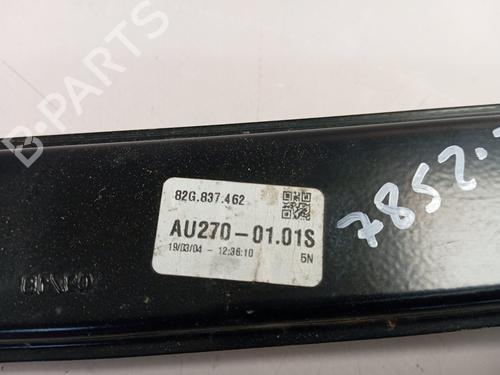 B-PARTS
82G.837.462
AU270-01.01S
19/03/04 - 12:36:10
5N
7852.